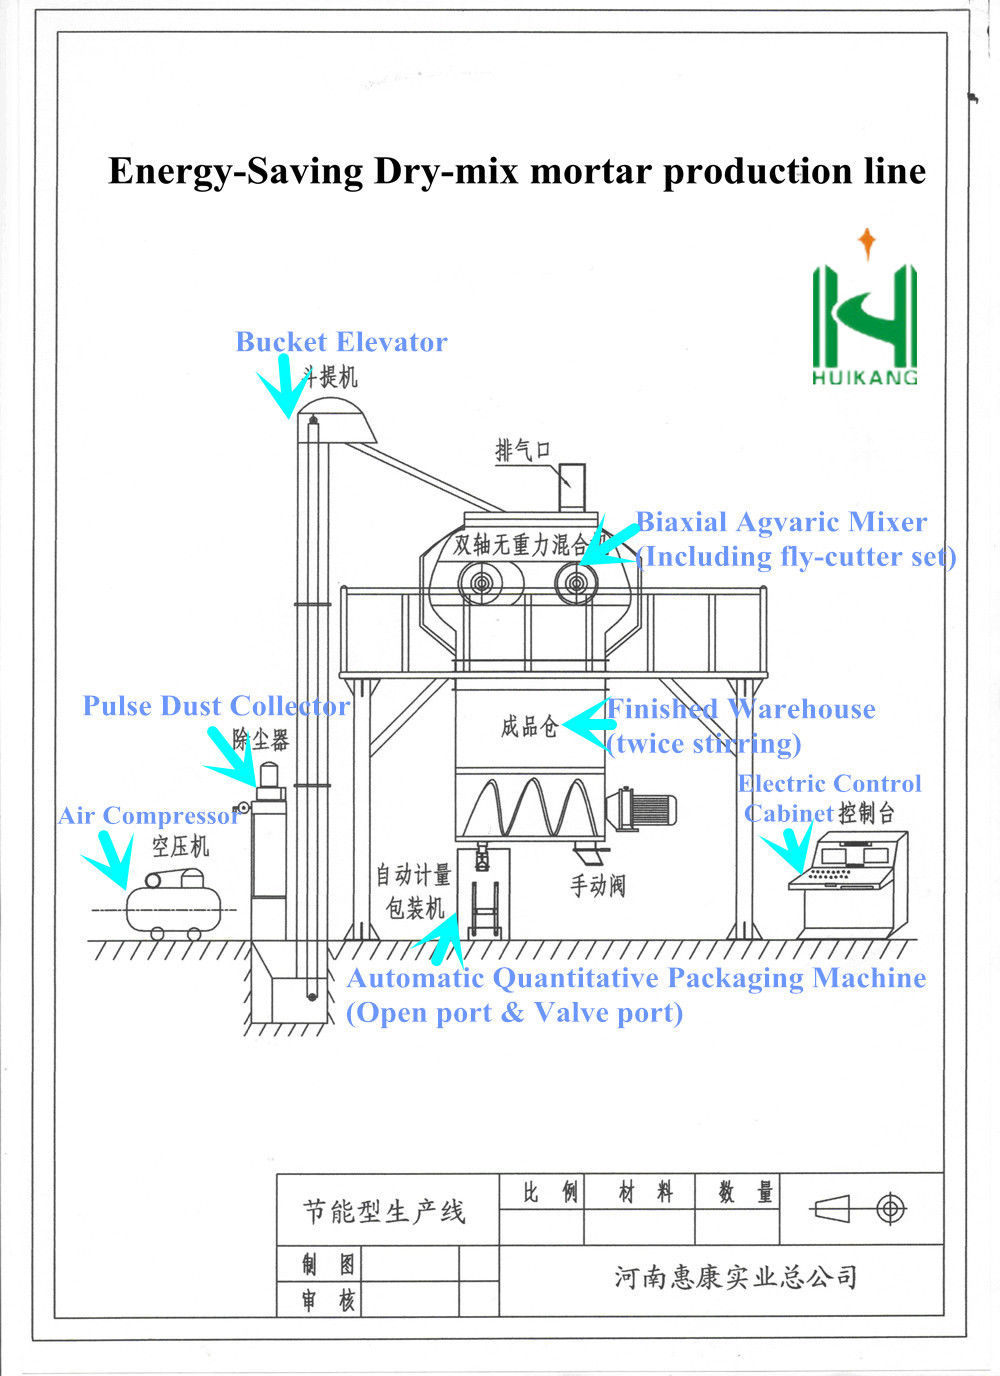 Energy-Saving Dry-mix mortar production line
HUIKANG
Bucket Elevator
斗提机
排气口
Biaxial Agvaric Mixer
(Including fly-cutter set)
双轴无重力混合机
Pulse Dust Collector
除尘器
Finished Warehouse
(twice stirring)
成品仓
Electric Control
Cabinet
控制台
Air Compressor
空压机
自动计量
包装机
手动阀
Automatic Quantitative Packaging Machine
(Open port & Valve port)
节能型生产线
比 例
材 料
数 量
制 图
审 核
河南惠康实业总公司